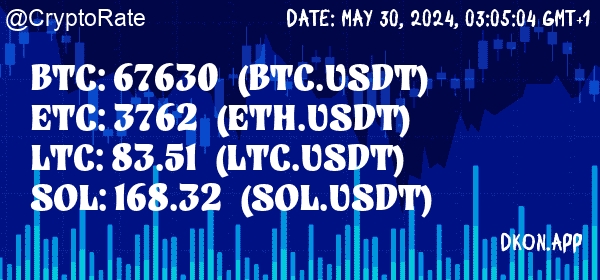 @CryptoRate
DATE: MAY 30, 2024, 03:05:04 GMT+1
BTC: 67630 (BTC.USDT)
ETC: 3762 (ETH.USDT)
LTC: 83.51 (LTC.USDT)
SOL: 168.32 (SOL.USDT)
DKON.APP